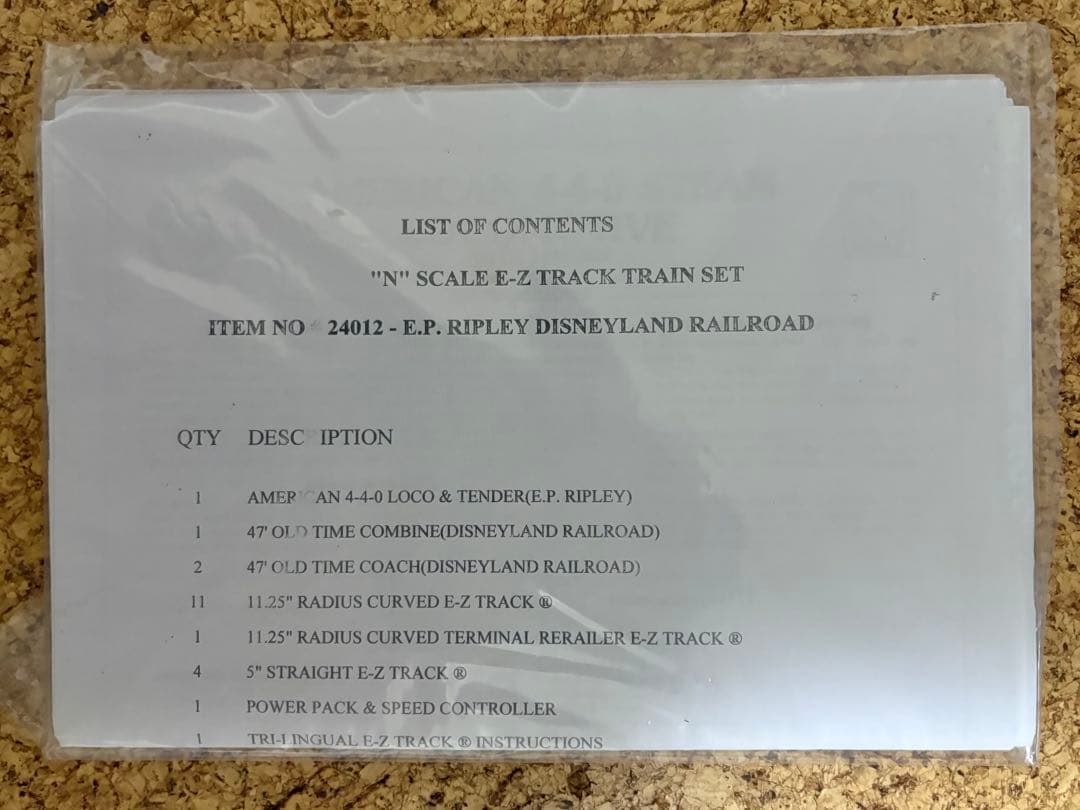 LIST OF CONTENTS
"N" SCALE E-Z TRACK TRAIN SET
ITEM NO 24012 - E.P. RIPLEY DISNEYLAND RAILROAD
QTY DESC IPTION
1 AMERICAN 4-4-0 LOCO & TENDER(E.P. RIPLEY)
1 47' OLD TIME COMBINE(DISNEYLAND RAILROAD)
2 47' OLD TIME COACH(DISNEYLAND RAILROAD)
11 11.25" RADIUS CURVED E-Z TRACK ®
1 11.25" RADIUS CURVED TERMINAL RERAILER E-Z TRACK ®
4 5" STRAIGHT E-Z TRACK ®
1 POWER PACK & SPEED CONTROLLER
1 TRI-LINGUAL E-Z TRACK ® INSTRUCTIONS